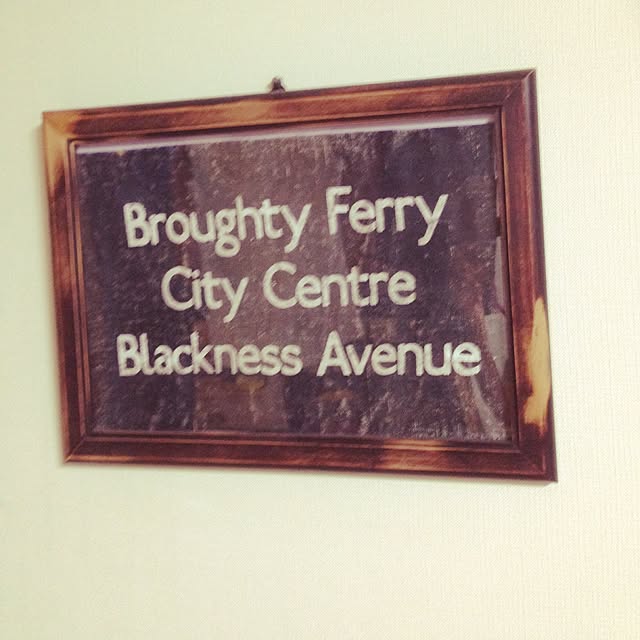 Broughty Ferry
City Centre
Blackness Avenue